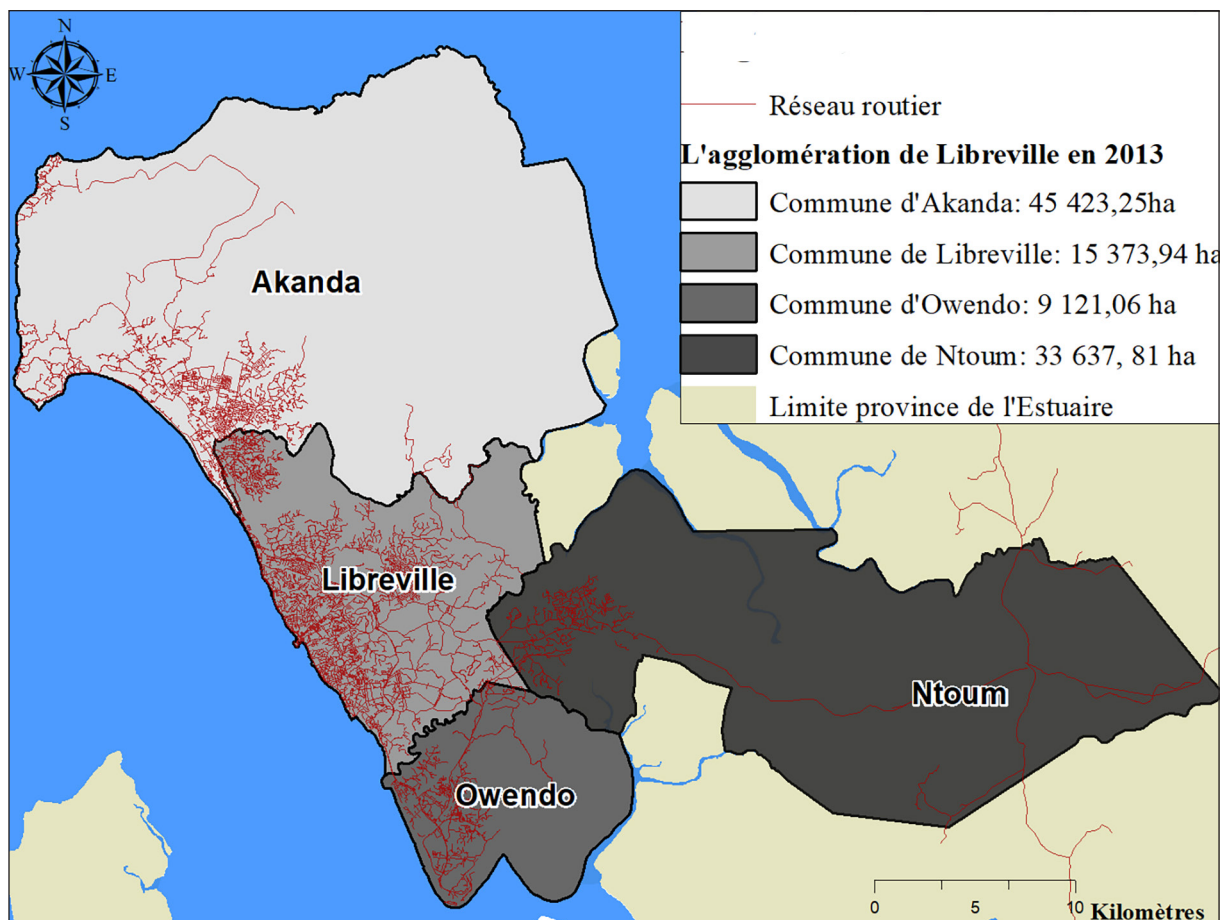 N
W E
S
Réseau routier
L'agglomération de Libreville en 2013
Commune d'Akanda: 45 423,25ha
Commune de Libreville: 15 373,94 ha
Commune d'Owendo: 9 121,06 ha
Commune de Ntoum: 33 637, 81 ha
Limite province de l'Estuaire
Akanda
Libreville
Ntoum
Owendo
0 5 10 Kilomètres